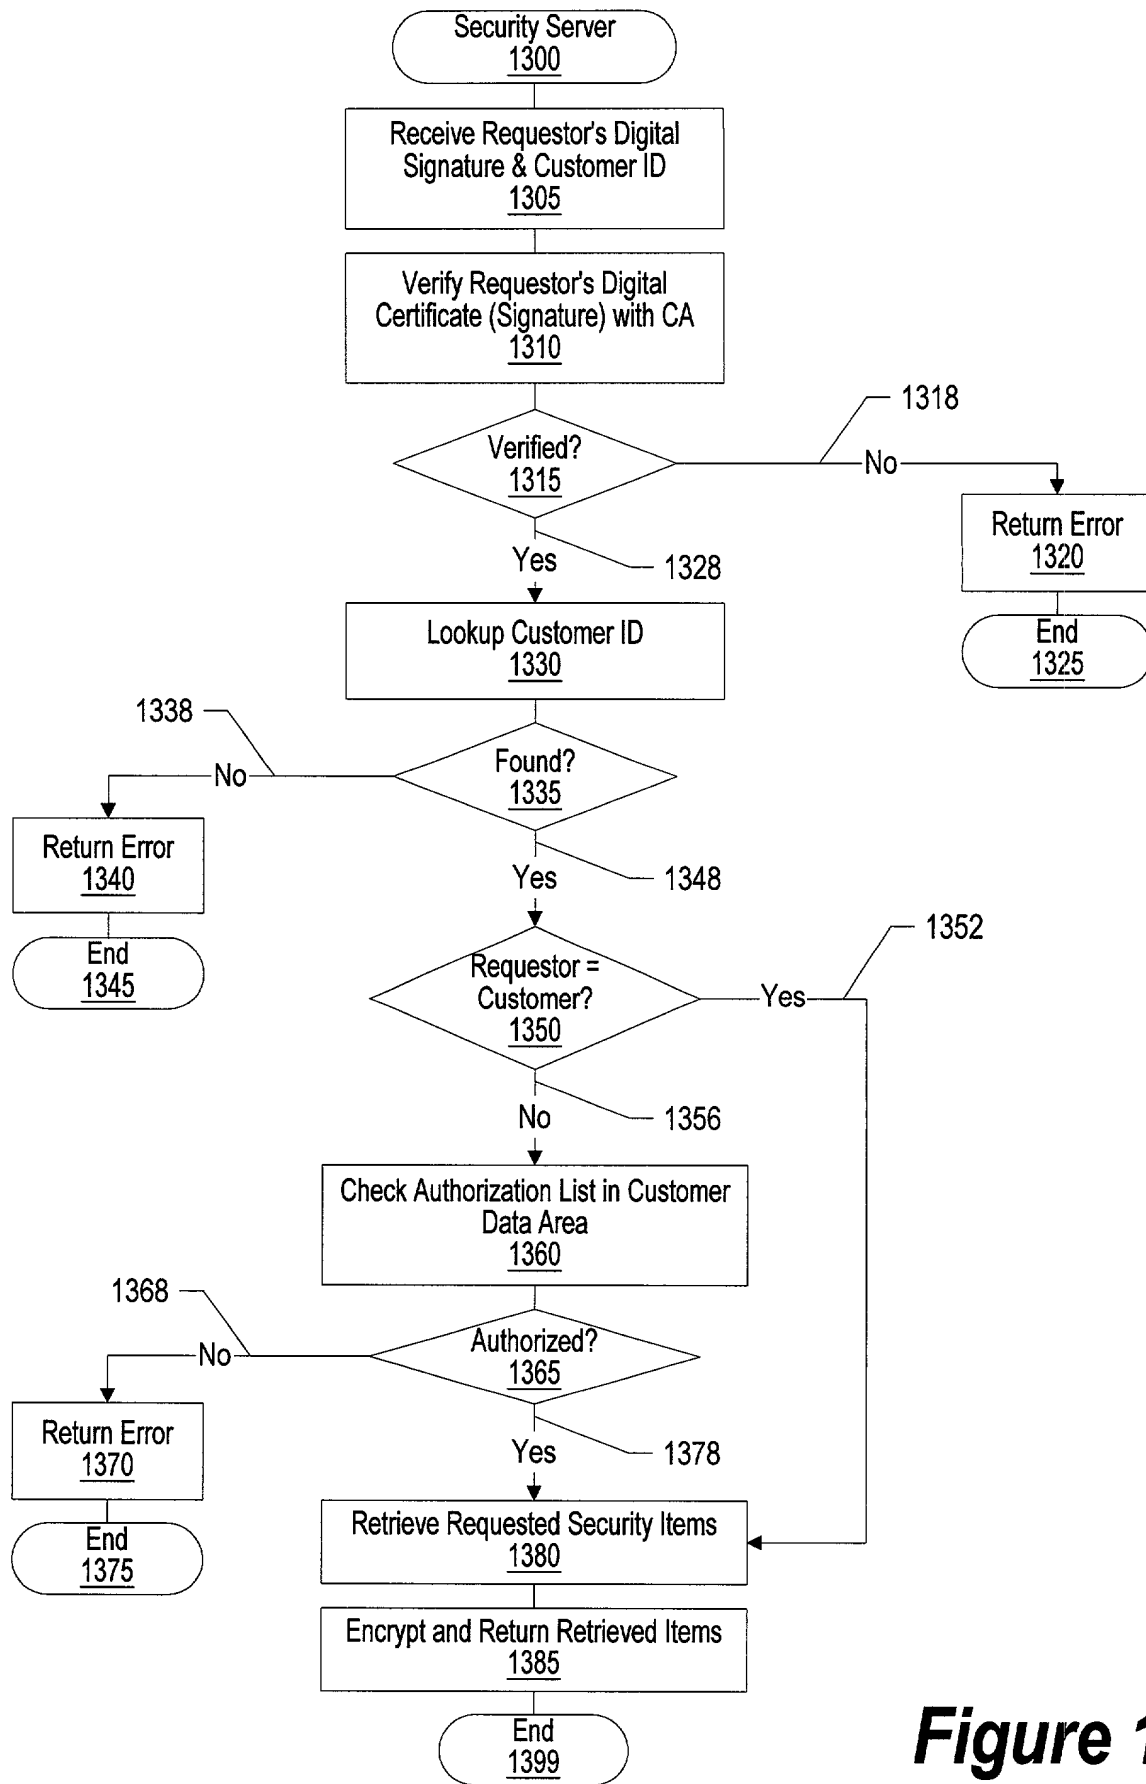 Security Server
1300
Receive Requestor's Digital
Signature & Customer ID
1305
Verify Requestor's Digital
Certificate (Signature) with CA
1310
1318
Verified?
1315
No
Return Error
1320
Yes
1328
End
1325
Lookup Customer ID
1330
1338
Found?
1335
No
Return Error
1340
Yes
1348
End
1345
1352
Requestor =
Customer?
1350
Yes
1356
No
Check Authorization List in Customer
Data Area
1360
1368
Authorized?
1365
No
Return Error
1370
Yes
1378
End
1375
Retrieve Requested Security Items
1380
Encrypt and Return Retrieved Items
1385
End
1399
Figure